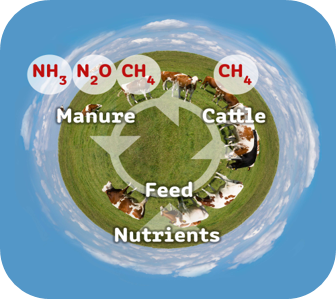 NH3 N2O CH4 CH4
Manure Cattle
Feed
Nutrients